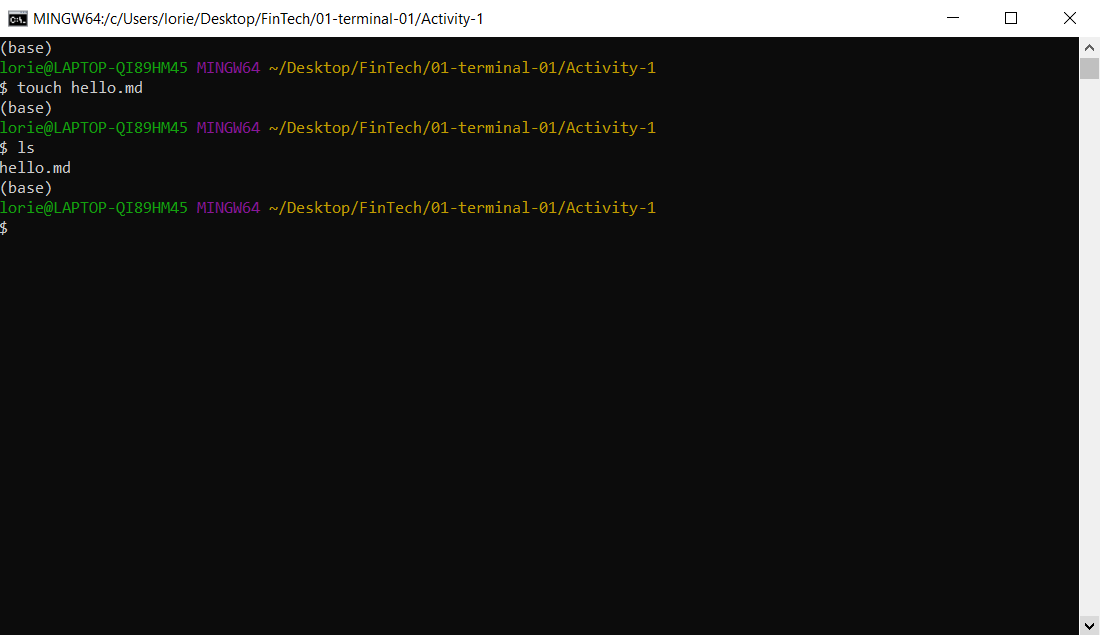 MINGW64:/c/Users/lorie/Desktop/FinTech/01-terminal-01/Activity-1
(base)
lorie@LAPTOP-QI89HM45 MINGW64 ~/Desktop/FinTech/01-terminal-01/Activity-1
$ touch hello.md
(base)
lorie@LAPTOP-QI89HM45 MINGW64 ~/Desktop/FinTech/01-terminal-01/Activity-1
$ ls
hello.md
(base)
lorie@LAPTOP-QI89HM45 MINGW64 ~/Desktop/FinTech/01-terminal-01/Activity-1
$